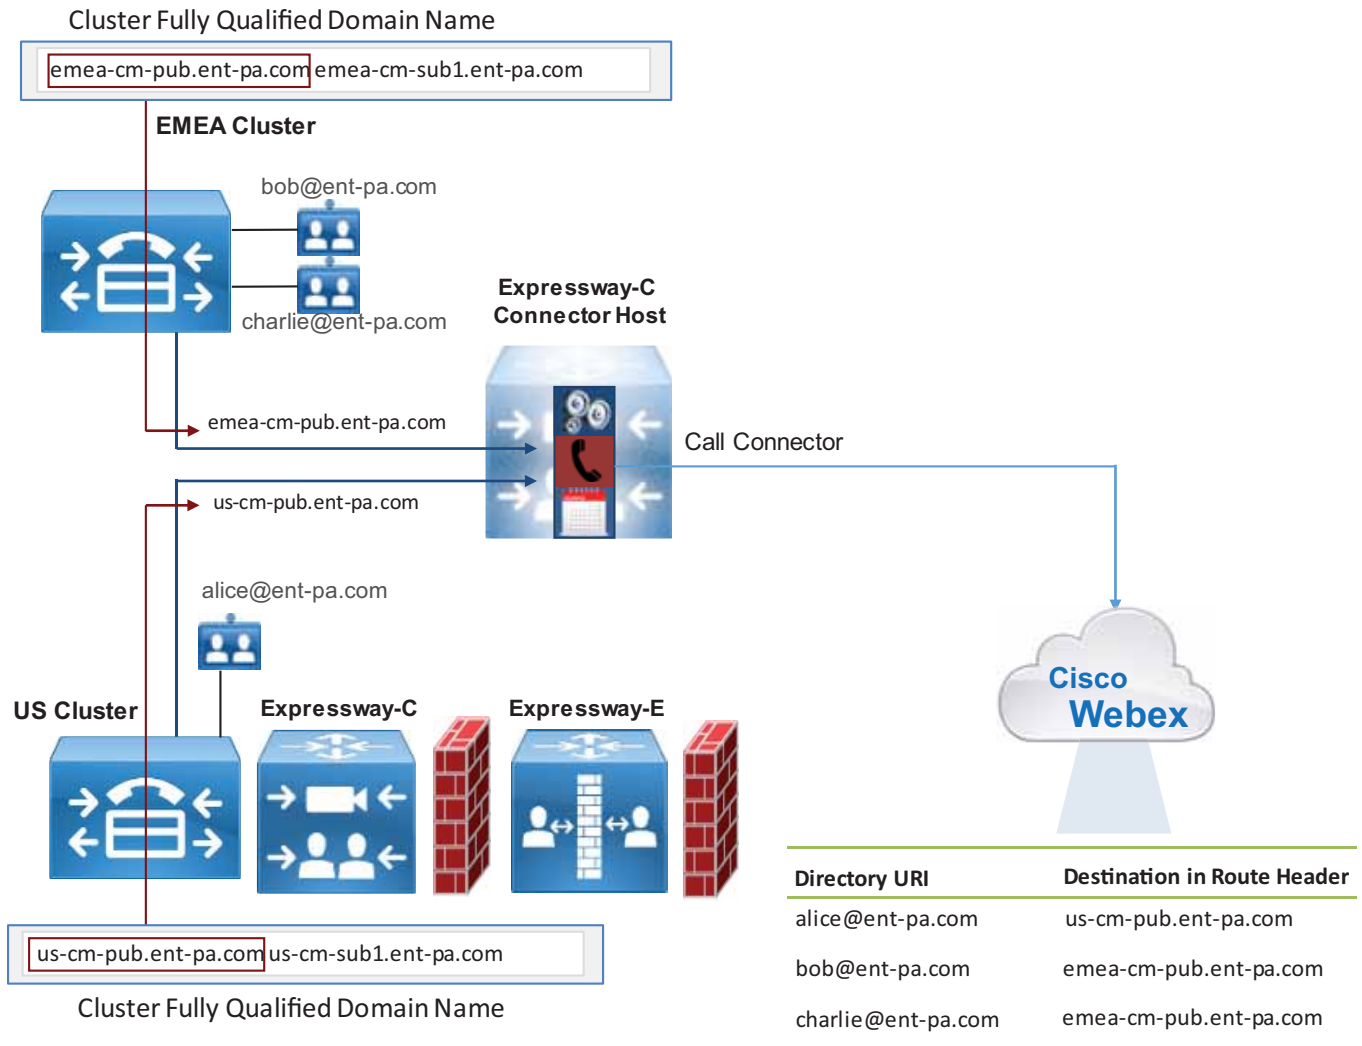 Cluster Fully Qualified Domain Name
emea-cm-pub.ent-pa.com emea-cm-sub1.ent-pa.com
EMEA Cluster
bob@ent-pa.com
charlie@ent-pa.com
Expressway-C
Connector Host
emea-cm-pub.ent-pa.com
Call Connector
us-cm-pub.ent-pa.com
alice@ent-pa.com
US Cluster
Expressway-C
Expressway-E
Cisco
Webex
us-cm-pub.ent-pa.com us-cm-sub1.ent-pa.com
Cluster Fully Qualified Domain Name
Directory URI Destination in Route Header
alice@ent-pa.com us-cm-pub.ent-pa.com
bob@ent-pa.com emea-cm-pub.ent-pa.com
charlie@ent-pa.com emea-cm-pub.ent-pa.com